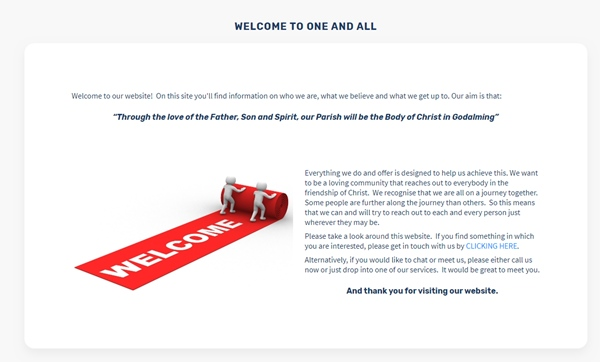 WELCOME TO ONE AND ALL
Welcome to our website!  On this site you'll find information on who we are, what we believe and what we get up to. Our aim is that:
"Through the love of the Father, Son and Spirit, our Parish will be the Body of Christ in Godalming"
WELCOME
Everything we do and offer is designed to help us achieve this. We want
to be a loving community that reaches out to everybody in the
friendship of Christ.  We recognise that we are all on a journey together.
Some people are further along the journey than others.  So this means
that we can and will try to reach out to each and every person just
wherever they may be.
Please take a look around this website.  If you find something in which
you are interested, please get in touch with us by CLICKING HERE.
Alternatively, if you would like to chat or meet us, please either call us
now or just drop into one of our services.  It would be great to meet you.
And thank you for visiting our website.